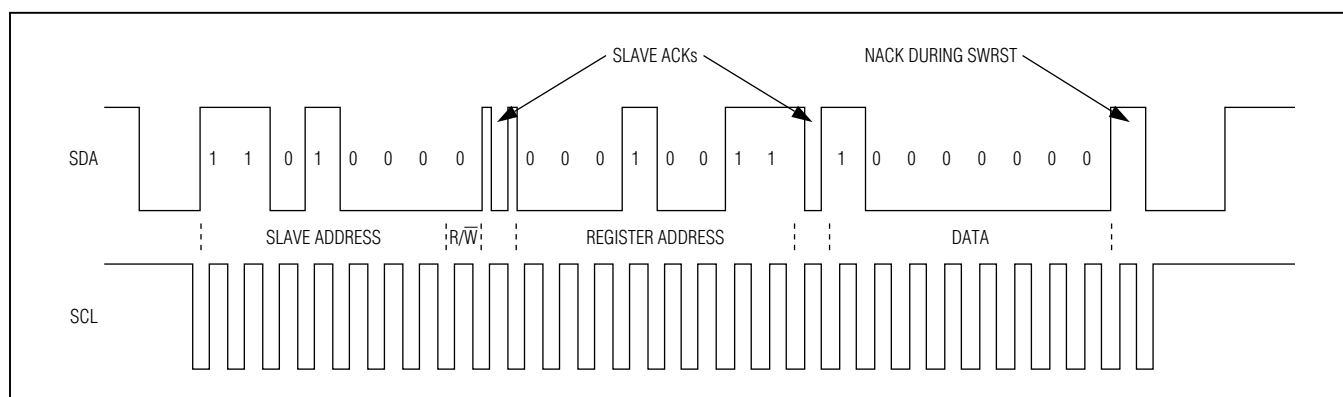 SLAVE ACKs NACK DURING SWRST
SDA 1 1 0 1 0 0 0 0 0 0 0 1 0 0 1 1 1 0 0 0 0 0 0 0
SLAVE ADDRESS R/W̅ REGISTER ADDRESS DATA
SCL